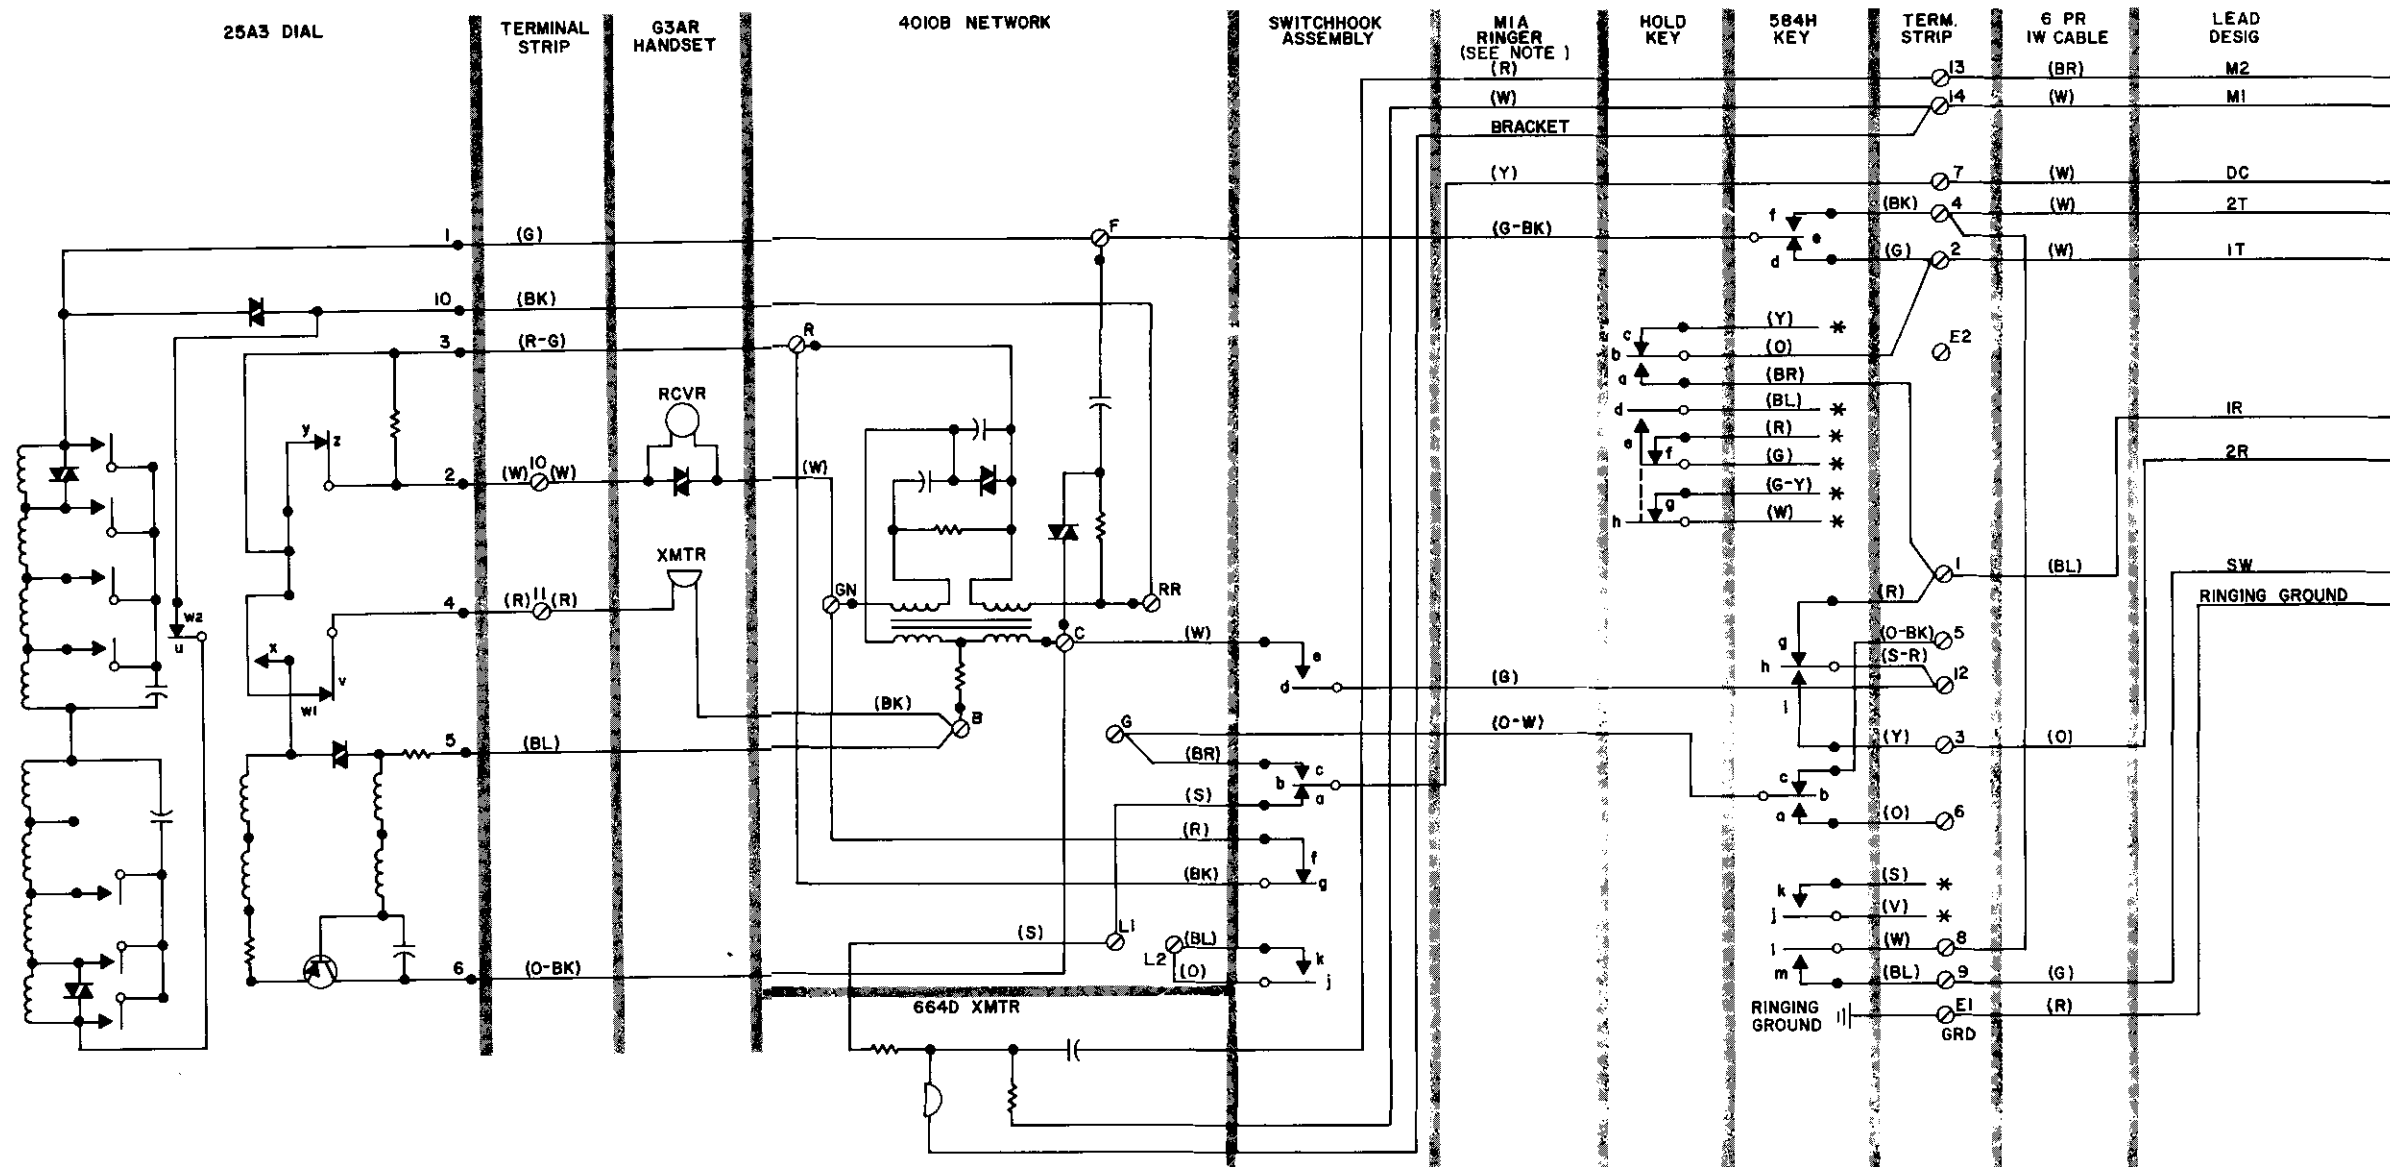 25A3 DIAL
TERMINAL STRIP
G3AR HANDSET
4010B NETWORK
SWITCHHOOK ASSEMBLY
M1A RINGER (SEE NOTE )
HOLD KEY
584H KEY
TERM. STRIP
6 PR IW CABLE
LEAD DESIG
(R) 13 (BR) M2
(W) 14 (W) M1
BRACKET
(Y) 7 (W) DC
f (BK) 4 (W) 2T
1 (G) F (G-BK) e
d (G) 2 (W) 1T
10 (BK)
3 (R-G) R
c (Y) *
b (O) E2
a (BR)
RCVR
d (BL) *
1R
y z
e f (R) *
(G) *
2R
2 (W) 10 (W) (W)
g (G-Y) *
h (W) *
XMTR
1 (BL) SW
4 (R) 11 (R) GN RR
(R) RINGING GROUND
w2 u
C (W) e
(O-BK) 5
g h (S-R)
x v w1
d (G) 12
i
(BK) B
G (O-W)
5 (BL)
(Y) 3 (O)
(BR) c
b a
c b
(S)
a (O) 6
(R) f
(BK) g
k (S) *
j (V) *
(S) L1
L2 (BL) k
(O) j
l (W) 8
m (BL) 9 (G)
6 (O-BK)
664D XMTR
RINGING GROUND
E1 (R)
GRD